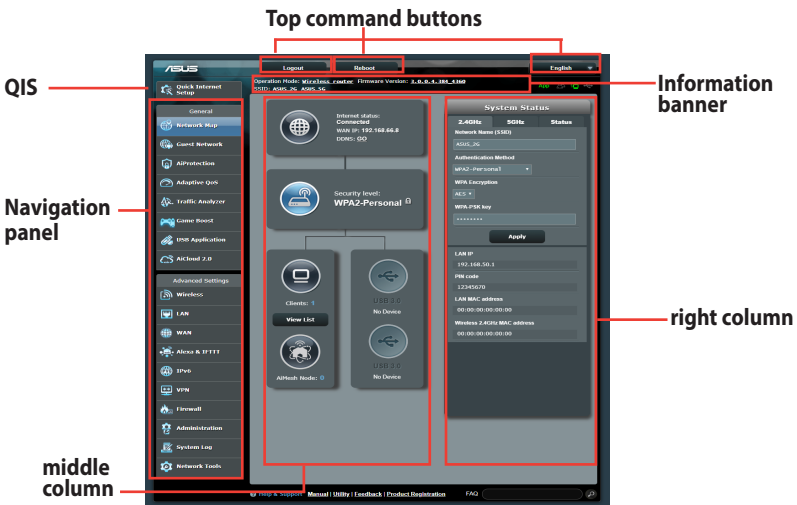 Top command buttons
QIS
Information
banner
Navigation
panel
right column
middle
column
ASUS
Logout
Reboot
English
Quick Internet
Setup
Operation Mode: Wireless router Firmware Version: 3.0.0.4.384_4360
SSID: ASUS_2G ASUS_5G
General
Network Map
Guest Network
AiProtection
Adaptive QoS
Traffic Analyzer
Game Boost
USB Application
AiCloud 2.0
Advanced Settings
Wireless
LAN
WAN
Alexa & IFTTT
IPv6
VPN
Firewall
Administration
System Log
Network Tools
Internet status:
Connected
WAN IP: 192.168.66.8
DDNS: GO
Security level:
WPA2-Personal
Clients: 1
View List
AiMesh Node: 0
USB 3.0
No Device
USB 3.0
No Device
System Status
2.4GHz 5GHz Status
Network Name (SSID)
ASUS_2G
Authentication Method
WPA2-Personal
WPA Encryption
AES
WPA-PSK key
••••••••
Apply
LAN IP
192.168.50.1
PIN code
12345670
LAN MAC address
00:00:00:00:00:00
Wireless 2.4GHz MAC address
00:00:00:00:00:00
Help & Support Manual | Utility | Feedback | Product Registration FAQ